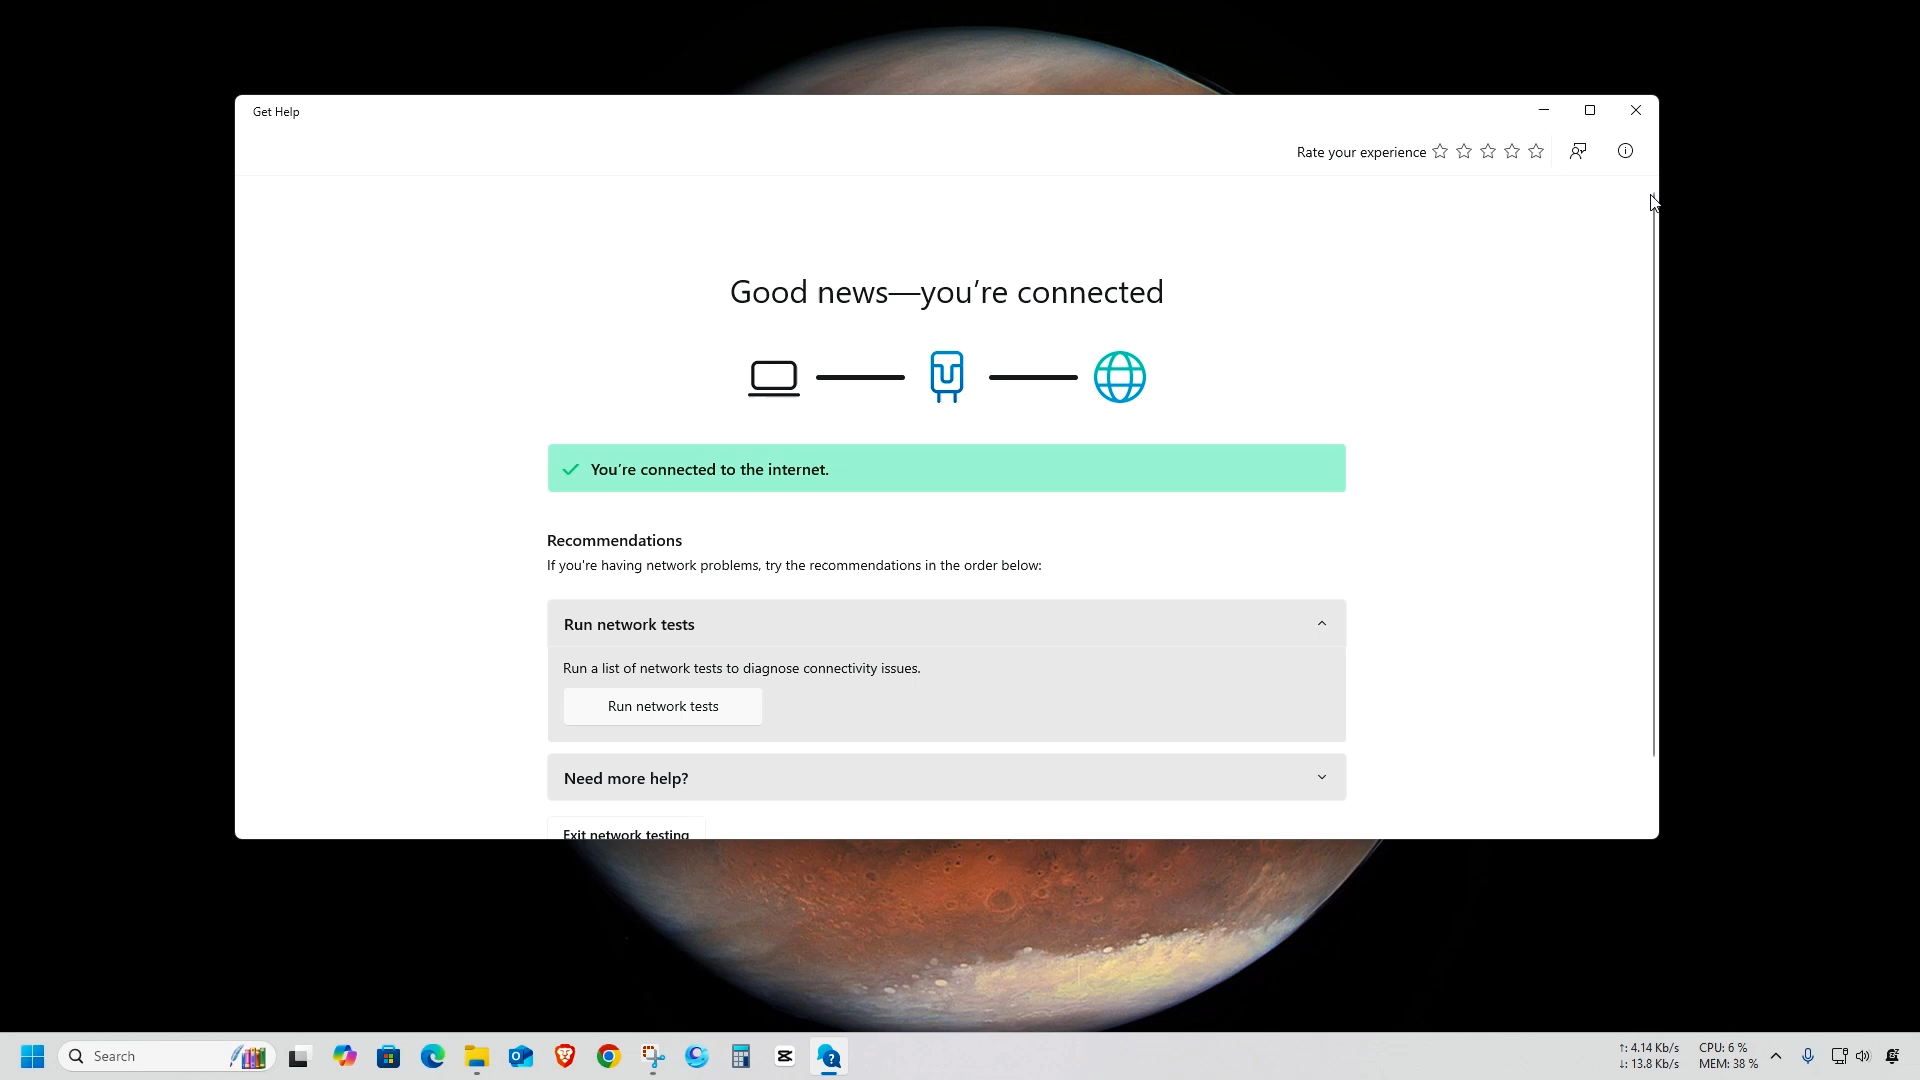 Get Help
Rate your experience
Good news—you’re connected
You’re connected to the internet.
Recommendations
If you're having network problems, try the recommendations in the order below:
Run network tests
Run a list of network tests to diagnose connectivity issues.
Run network tests
Need more help?
Exit network testing
Search
↑: 4.14 Kb/s
↓: 13.8 Kb/s
CPU: 6 %
MEM: 38 %